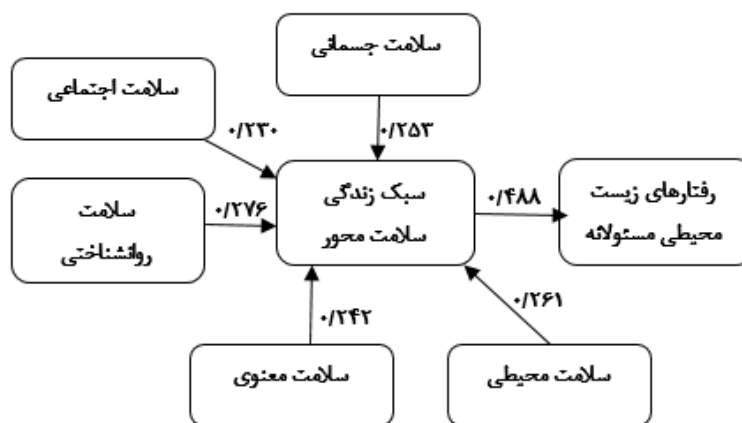 سلامت جسمانی
سلامت اجتماعی
۰/۲۳۰
۰/۲۵۳
سبک زندگی
سلامت محور
۰/۴۸۸
رفتارهای زیست
محیطی مسئولانه
سلامت
روانشناختی
۰/۲۷۶
۰/۲۴۲
۰/۲۶۱
سلامت معنوی
سلامت محیطی